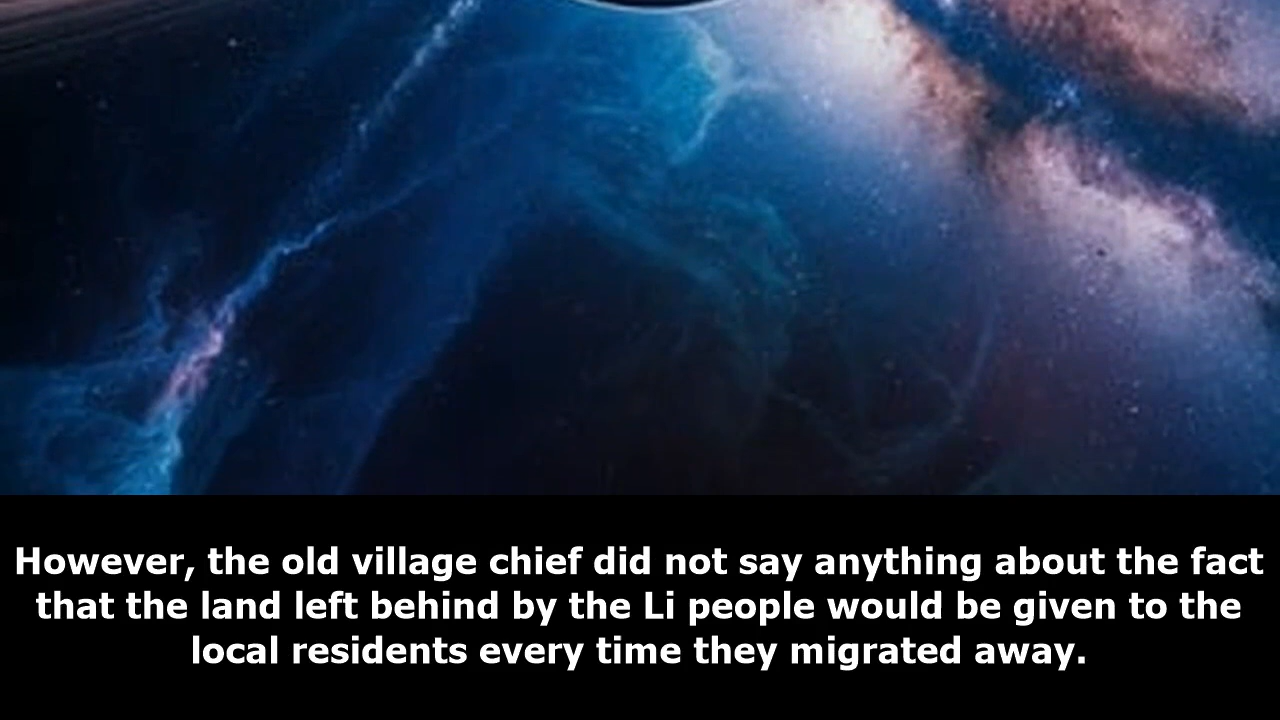 However, the old village chief did not say anything about the fact
that the land left behind by the Li people would be given to the
local residents every time they migrated away.